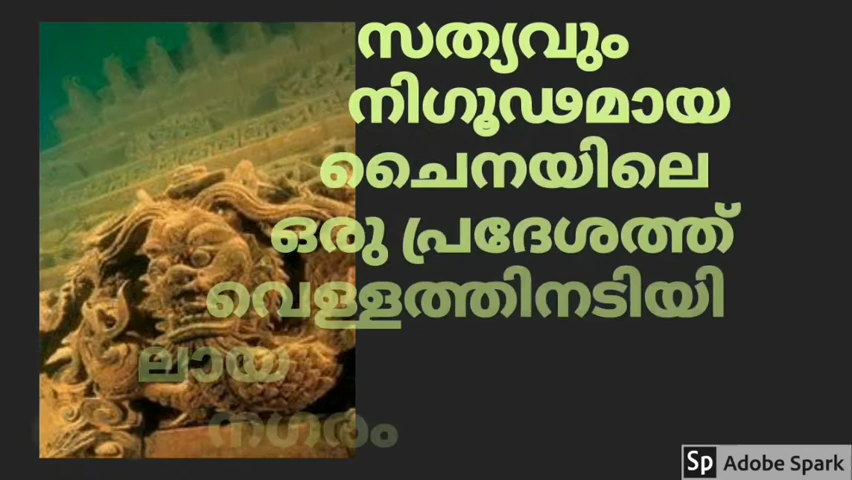 സത്യവും
നിഗൂഢമായ
ചൈനയിലെ
ഒരു പ്രദേശത്ത്
വെള്ളത്തിനടിയി
ലായ
നഗരം
Sp Adobe Spark